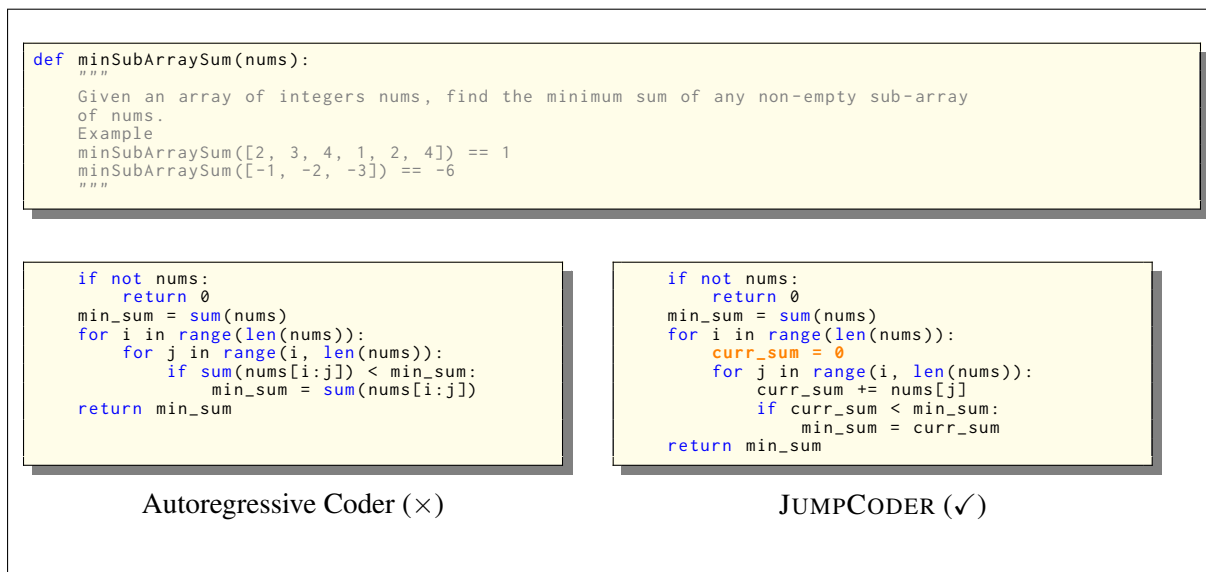 def minSubArraySum(nums):
    """
    Given an array of integers nums, find the minimum sum of any non-empty sub-array
    of nums.
    Example
    minSubArraySum([2, 3, 4, 1, 2, 4]) == 1
    minSubArraySum([-1, -2, -3]) == -6
    """
    if not nums:
        return 0
    min_sum = sum(nums)
    for i in range(len(nums)):
        for j in range(i, len(nums)):
            if sum(nums[i:j]) < min_sum:
                min_sum = sum(nums[i:j])
    return min_sum
Autoregressive Coder (×)
    if not nums:
        return 0
    min_sum = sum(nums)
    for i in range(len(nums)):
        curr_sum = 0
        for j in range(i, len(nums)):
            curr_sum += nums[j]
            if curr_sum < min_sum:
                min_sum = curr_sum
    return min_sum
JUMPCODER (✓)